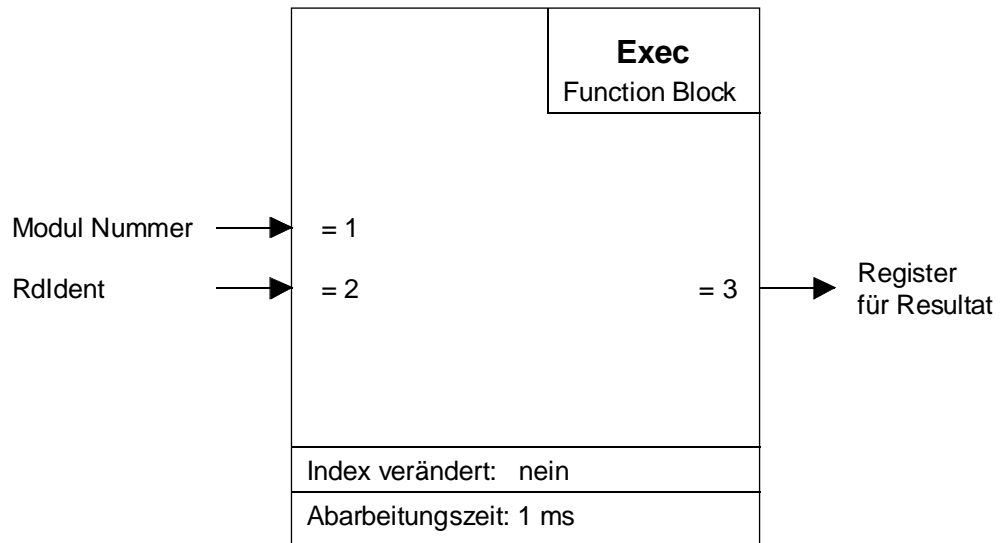 Exec
Function Block
Modul Nummer
= 1
RdIdent
= 2
= 3
Register
für Resultat
Index verändert: nein
Abarbeitungszeit: 1 ms